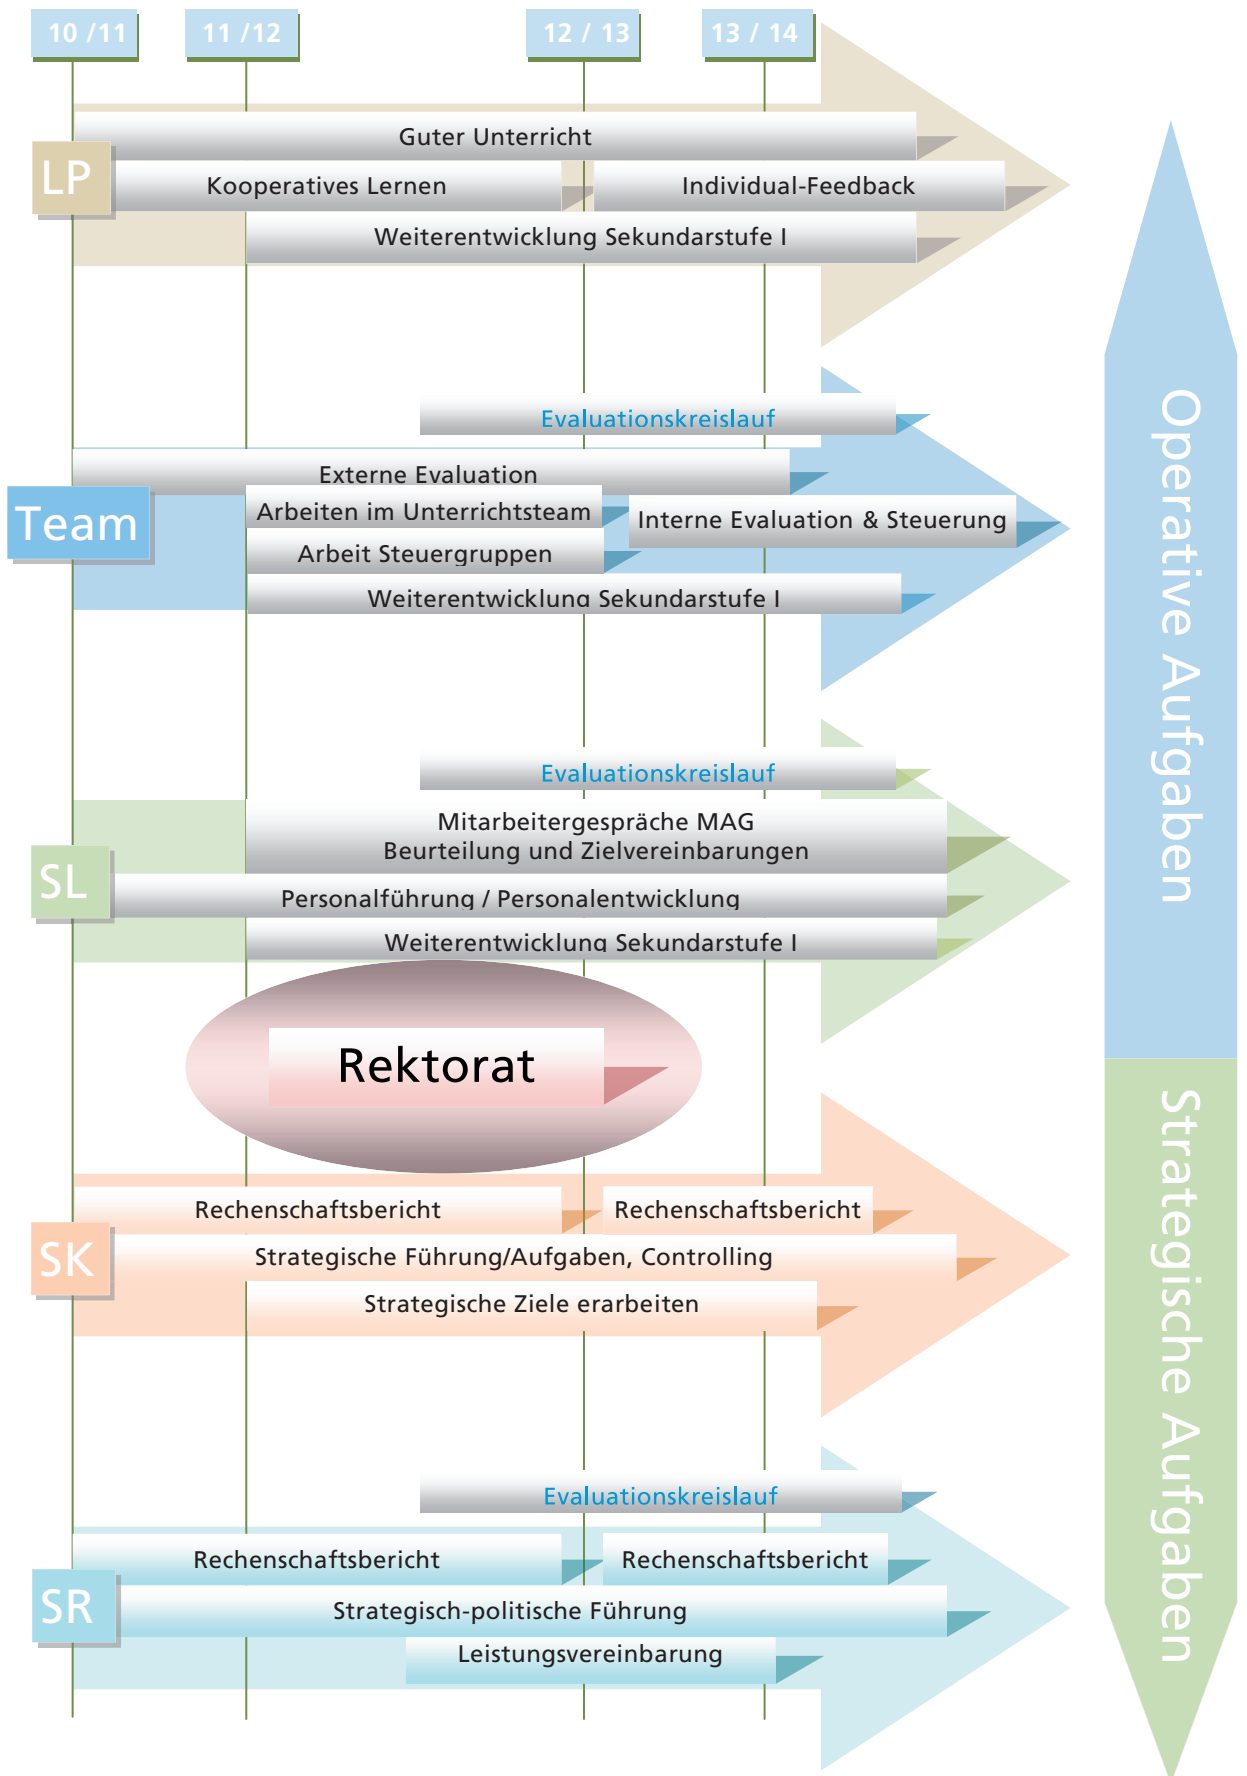 10 /11
11 /12
12 / 13
13 / 14
LP
Guter Unterricht
Kooperatives Lernen
Individual-Feedback
Weiterentwicklung Sekundarstufe I
Team
Evaluationskreislauf
Externe Evaluation
Arbeiten im Unterrichtsteam
Interne Evaluation & Steuerung
Arbeit Steuergruppen
Weiterentwicklung Sekundarstufe I
SL
Evaluationskreislauf
Mitarbeitergespräche MAG
Beurteilung und Zielvereinbarungen
Personalführung / Personalentwicklung
Weiterentwicklung Sekundarstufe I
Rektorat
SK
Rechenschaftsbericht
Rechenschaftsbericht
Strategische Führung/Aufgaben, Controlling
Strategische Ziele erarbeiten
SR
Evaluationskreislauf
Rechenschaftsbericht
Rechenschaftsbericht
Strategisch-politische Führung
Leistungsvereinbarung
Operative Aufgaben
Strategische Aufgaben